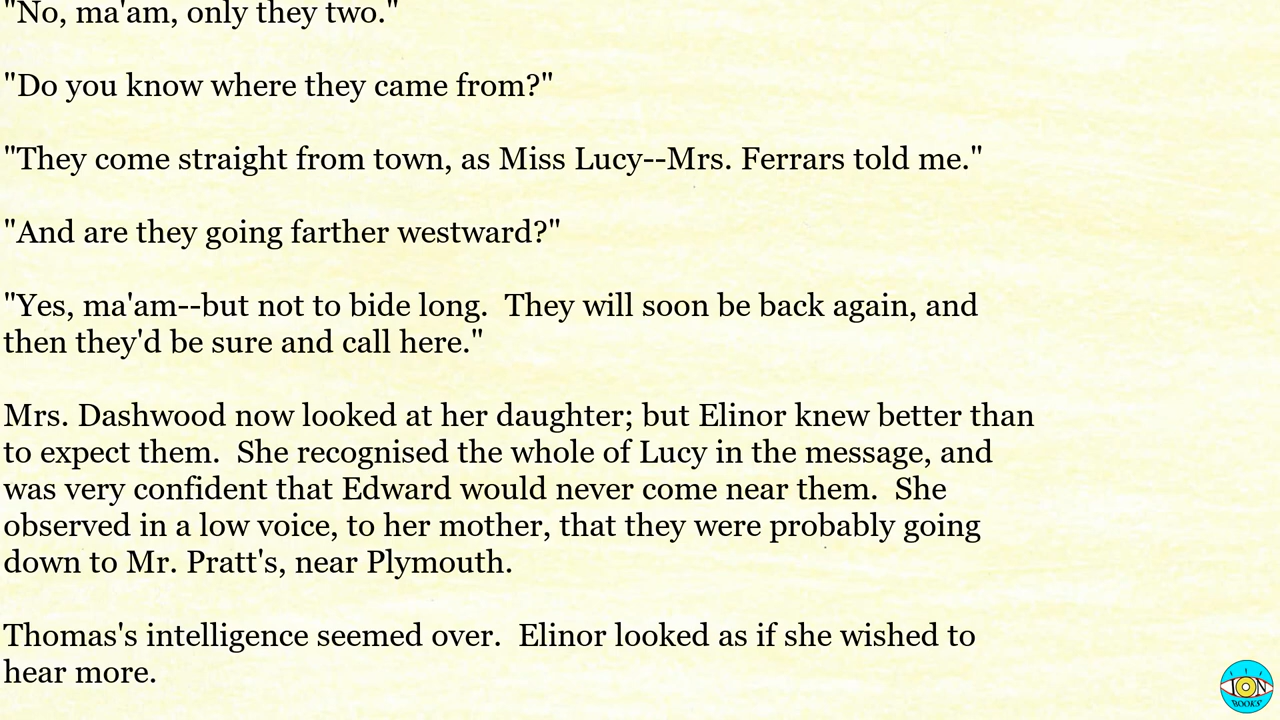 "No, ma'am, only they two."
"Do you know where they came from?"
"They come straight from town, as Miss Lucy--Mrs. Ferrars told me."
"And are they going farther westward?"
"Yes, ma'am--but not to bide long.  They will soon be back again, and
then they'd be sure and call here."
Mrs. Dashwood now looked at her daughter; but Elinor knew better than
to expect them.  She recognised the whole of Lucy in the message, and
was very confident that Edward would never come near them.  She
observed in a low voice, to her mother, that they were probably going
down to Mr. Pratt's, near Plymouth.
Thomas's intelligence seemed over.  Elinor looked as if she wished to
hear more.
ION
BOOKS